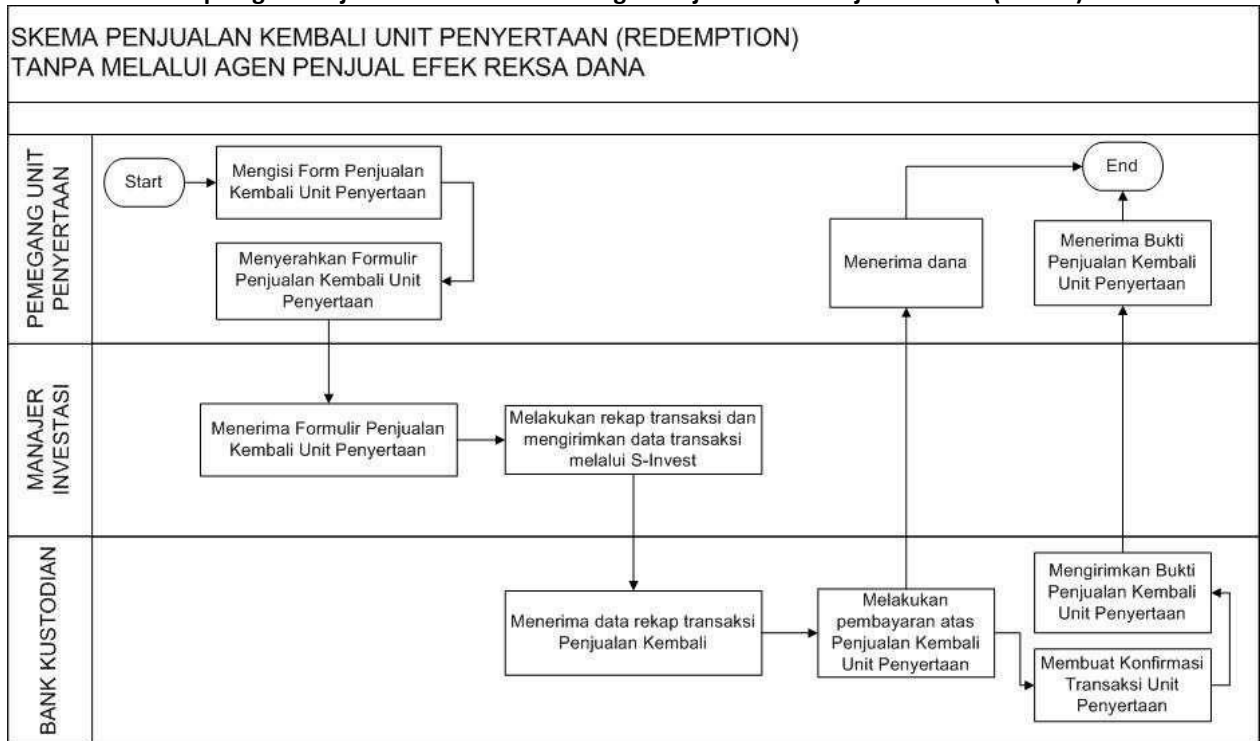 SKEMA PENJUALAN KEMBALI UNIT PENYERTAAN (REDEMPTION)
TANPA MELALUI AGEN PENJUAL EFEK REKSA DANA
PEMEGANG UNIT
PENYERTAAN
Start
Mengisi Form Penjualan
Kembali Unit Penyertaan
Menyerahkan Formulir
Penjualan Kembali Unit
Penyertaan
Menerima dana
End
Menerima Bukti
Penjualan Kembali
Unit Penyertaan
MANAJER
INVESTASI
Menerima Formulir Penjualan
Kembali Unit Penyertaan
Melakukan rekap transaksi dan
mengirimkan data transaksi
melalui S-Invest
BANK KUSTODIAN
Menerima data rekap transaksi
Penjualan Kembali
Melakukan
pembayaran atas
Penjualan Kembali
Unit Penyertaan
Mengirimkan Bukti
Penjualan Kembali
Unit Penyertaan
Membuat Konfirmasi
Transaksi Unit
Penyertaan